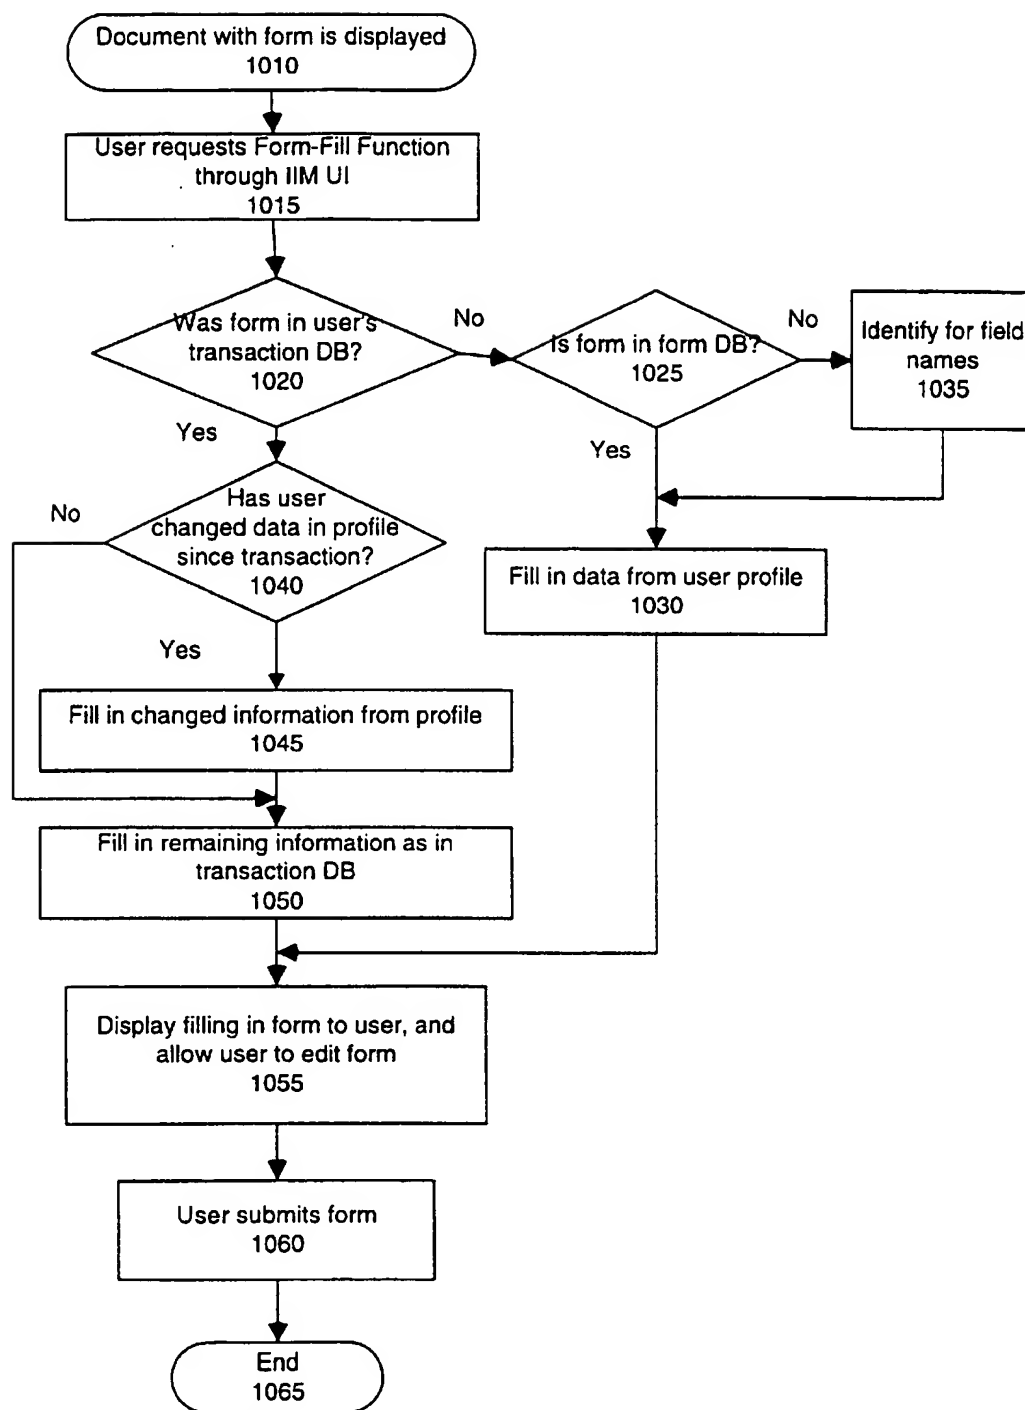 Document with form is displayed
1010
User requests Form-Fill Function
through IIM UI
1015
Was form in user's
transaction DB?
1020
No
Is form in form DB?
1025
No
Identify for field
names
1035
Yes
Yes
Has user
changed data in profile
since transaction?
1040
No
Fill in data from user profile
1030
Yes
Fill in changed information from profile
1045
Fill in remaining information as in
transaction DB
1050
Display filling in form to user, and
allow user to edit form
1055
User submits form
1060
End
1065